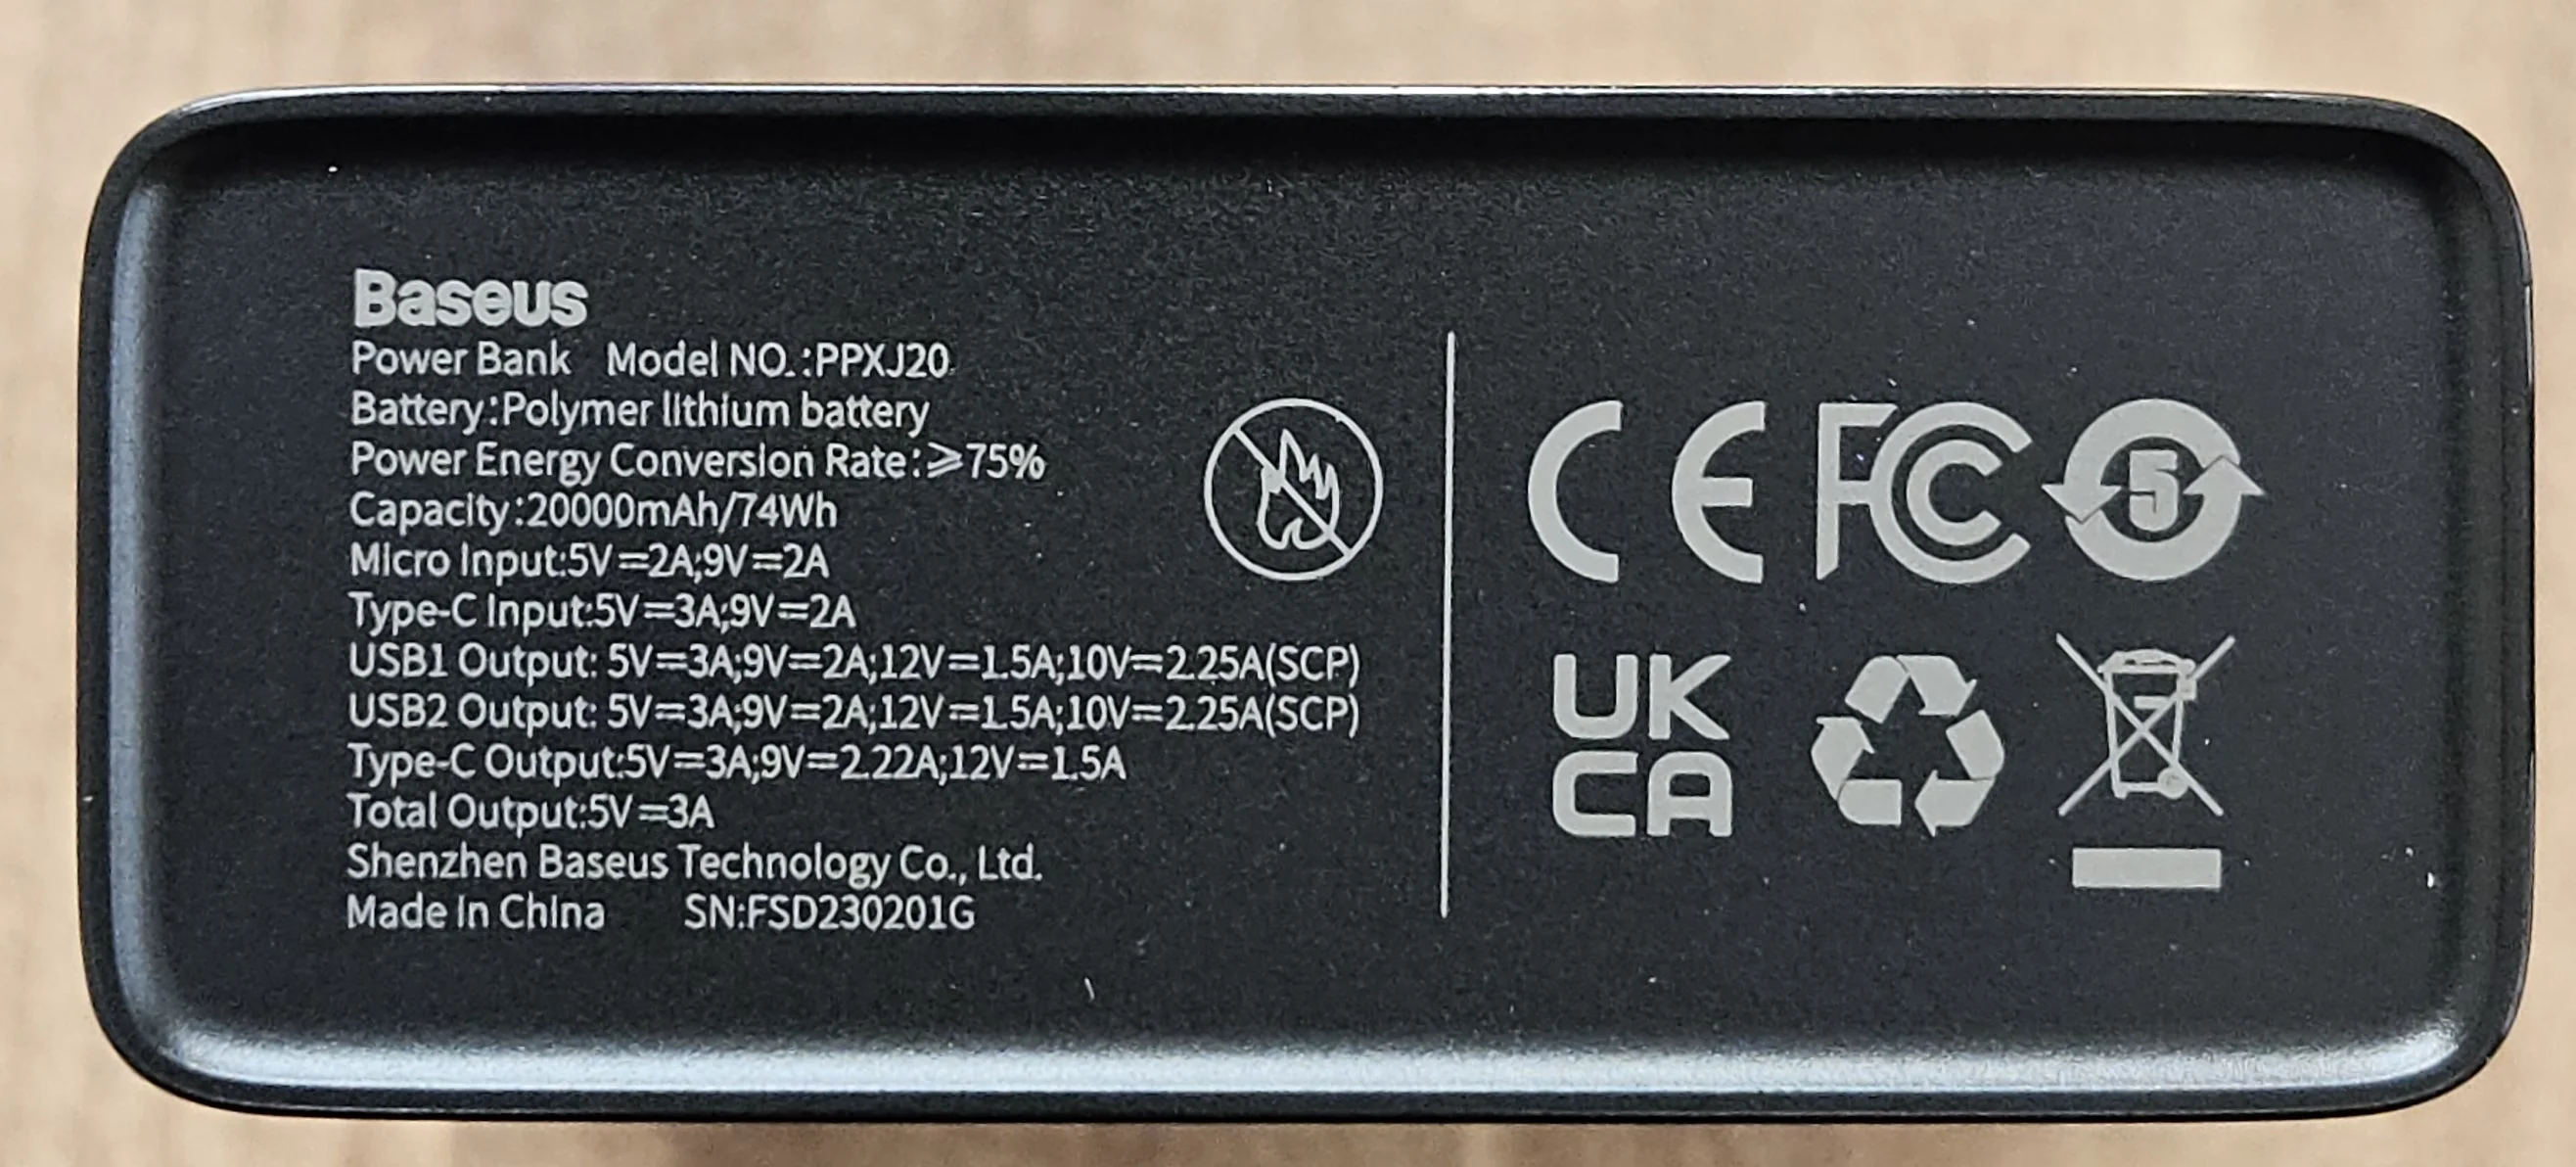 Baseus
Power Bank Model NO.:PPXJ20
Battery:Polymer lithium battery
Power Energy Conversion Rate:⩾75%
Capacity:20000mAh/74Wh
Micro Input:5V⎓2A;9V⎓2A
Type-C Input:5V⎓3A;9V⎓2A
USB1 Output: 5V⎓3A;9V⎓2A;12V⎓1.5A;10V⎓2.25A(SCP)
USB2 Output: 5V⎓3A;9V⎓2A;12V⎓1.5A;10V⎓2.25A(SCP)
Type-C Output:5V⎓3A;9V⎓2.22A;12V⎓1.5A
Total Output:5V⎓3A
Shenzhen Baseus Technology Co., Ltd.
Made in China SN:FSD230201G
CE FC 5
UK
CA